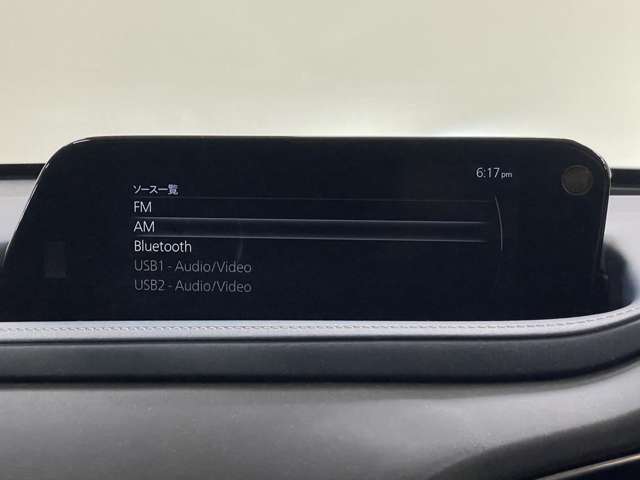 6:17 pm
ソース一覧
FM
AM
Bluetooth
USB1 - Audio/Video
USB2 - Audio/Video